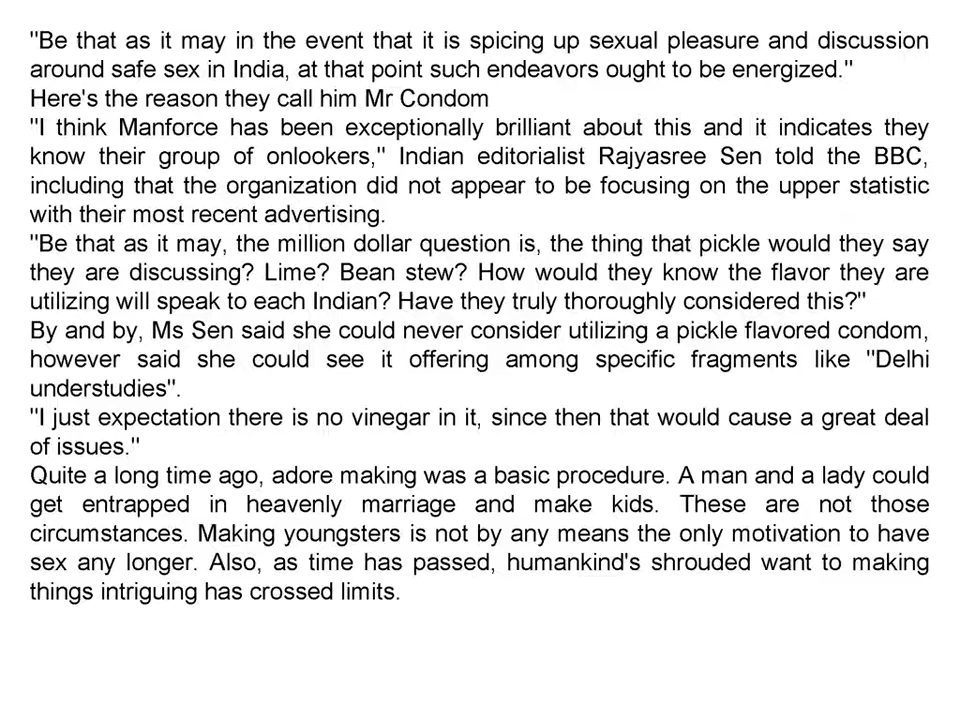 "Be that as it may in the event that it is spicing up sexual pleasure and discussion
around safe sex in India, at that point such endeavors ought to be energized."
Here's the reason they call him Mr Condom
"I think Manforce has been exceptionally brilliant about this and it indicates they
know their group of onlookers," Indian editorialist Rajyasree Sen told the BBC,
including that the organization did not appear to be focusing on the upper statistic
with their most recent advertising.
"Be that as it may, the million dollar question is, the thing that pickle would they say
they are discussing? Lime? Bean stew? How would they know the flavor they are
utilizing will speak to each Indian? Have they truly thoroughly considered this?"
By and by, Ms Sen said she could never consider utilizing a pickle flavored condom,
however said she could see it offering among specific fragments like "Delhi
understudies".
"I just expectation there is no vinegar in it, since then that would cause a great deal
of issues."
Quite a long time ago, adore making was a basic procedure. A man and a lady could
get entrapped in heavenly marriage and make kids. These are not those
circumstances. Making youngsters is not by any means the only motivation to have
sex any longer. Also, as time has passed, humankind's shrouded want to making
things intriguing has crossed limits.